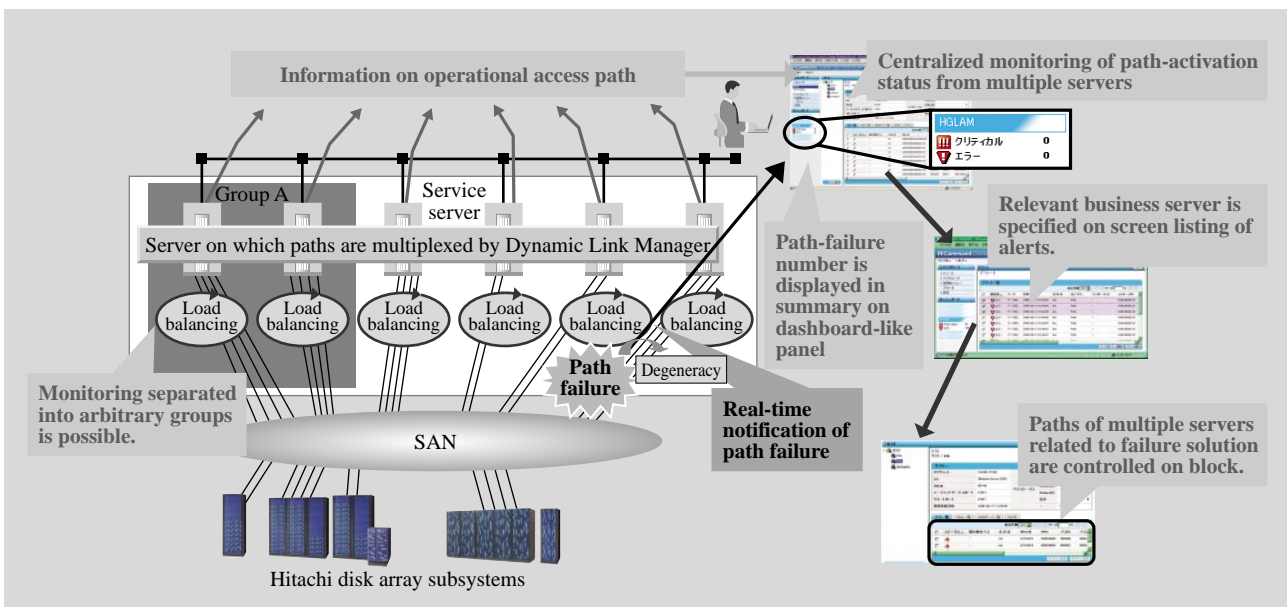 Information on operational access path
Centralized monitoring of path-activation
status from multiple servers
HGLAM
クリティカル 0
エラー 0
Group A
Service
server
Server on which paths are multiplexed by Dynamic Link Manager
Load
balancing
Load
balancing
Load
balancing
Load
balancing
Load
balancing
Load
balancing
Path-failure
number is
displayed in
summary on
dashboard-like
panel
Relevant business server is
specified on screen listing of
alerts.
HiCommand
Path
failure
Degeneracy
Monitoring separated
into arbitrary groups
is possible.
Real-time
notification of
path failure
SAN
Paths of multiple servers
related to failure solution
are controlled on block.
Hitachi disk array subsystems